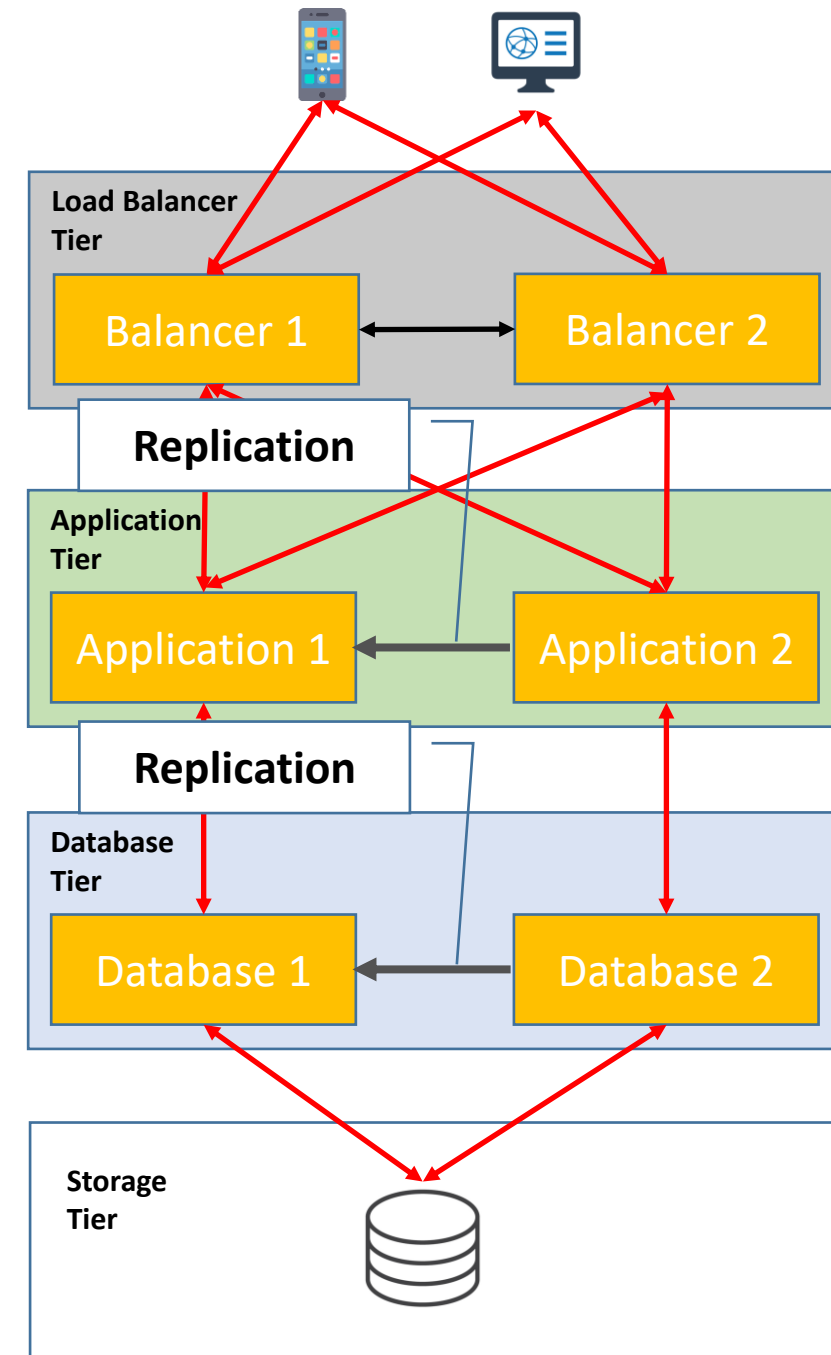 Load Balancer
Tier
Balancer 1
Balancer 2
Replication
Application
Tier
Application 1
Application 2
Replication
Database
Tier
Database 1
Database 2
Storage
Tier